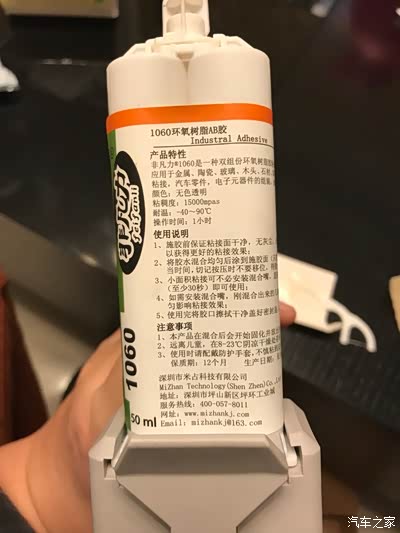 1060环氧树脂AB胶
Industral Adhesive
产品特性
非凡力#1060是一种双组份环氧树脂
应用于金属、陶瓷、玻璃、木头、石材
粘接，汽车零件，电子元器件的组装
颜色：无色透明
粘稠度：15000mpas
耐温：-40～90℃
操作时间：1小时
使用说明
1、施胶前保证粘接面干净，无灰尘
以获得更好的粘接效果；
2、将胶水混合均匀后涂到施胶面
当时间，切记按压时不要移位，
3、小面积粘接可不必安装混合嘴，
(至少30秒) 即可使用；
4、如需安装混合嘴，刚混合出来的
匀影响粘接效果；
5、使用完将胶口擦拭干净盖好密封
注意事项
1、本产品在混合后会开始固化并放
2、远离儿童，在8-23℃阴凉干燥处
3、使用时请配戴防护手套，不慎粘
保质期：12个月 生产日期：
深圳市米占科技有限公司
MiZhan Technology(Shen Zhen)Co.,
地址：深圳市坪山新区坪环工业城
服务热线：400-057-8011
网址：www.mizhankj.com
Email：mizhankj@163.com
非凡力
feifanli
1060
50 ml
汽车之家